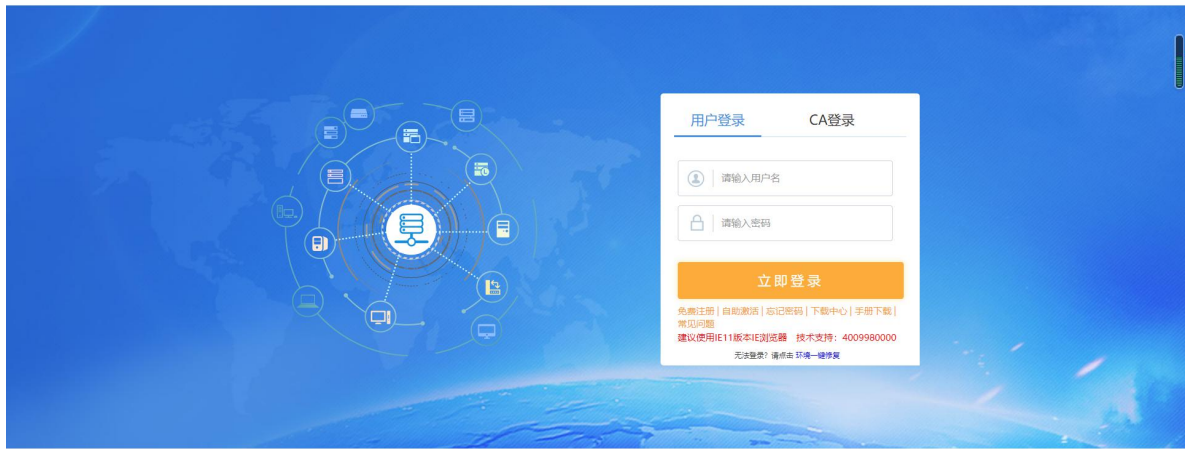 用户登录 CA登录
请输入用户名
请输入密码
立即登录
免费注册 | 自助激活 | 忘记密码 | 下载中心 | 手册下载 |
常见问题
建议使用IE11版本IE浏览器 技术支持：4009980000
无法登录？请点击 环境一键修复